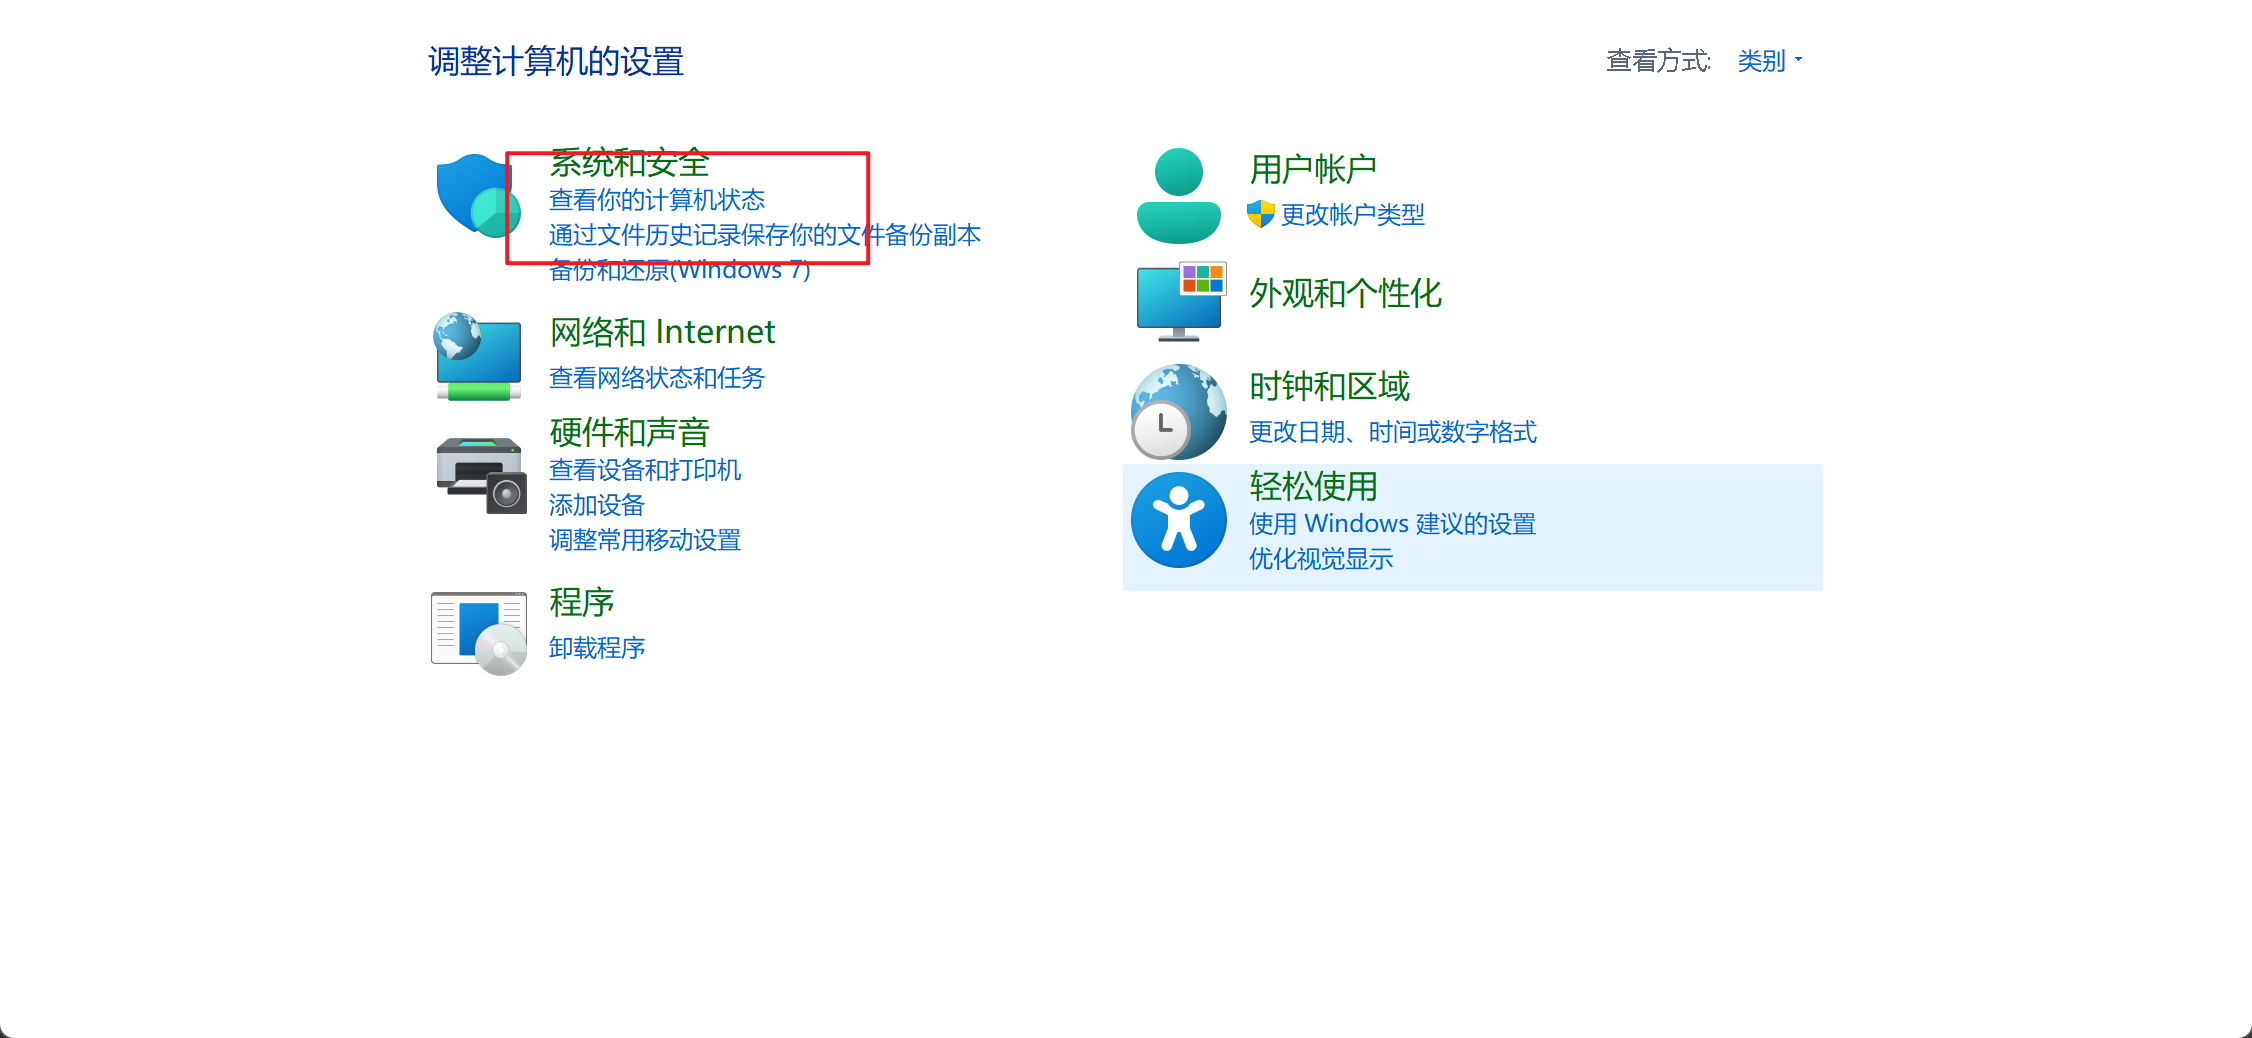 调整计算机的设置
查看方式: 类别
系统和安全
查看你的计算机状态
通过文件历史记录保存你的文件备份副本
备份和还原(Windows 7)
网络和 Internet
查看网络状态和任务
硬件和声音
查看设备和打印机
添加设备
调整常用移动设置
程序
卸载程序
用户帐户
更改帐户类型
外观和个性化
时钟和区域
更改日期、时间或数字格式
轻松使用
使用 Windows 建议的设置
优化视觉显示